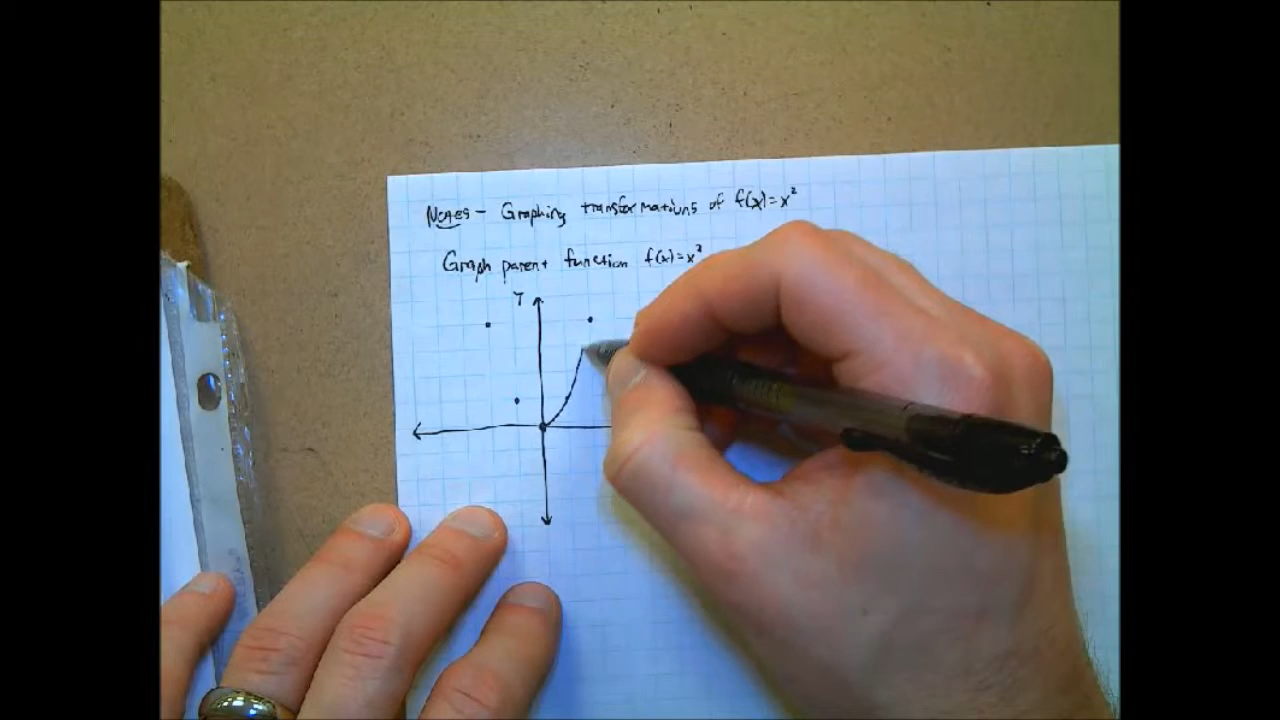 Notes - Graphing transformations of f(x)=x²
Graph parent function f(x)=x²
Y